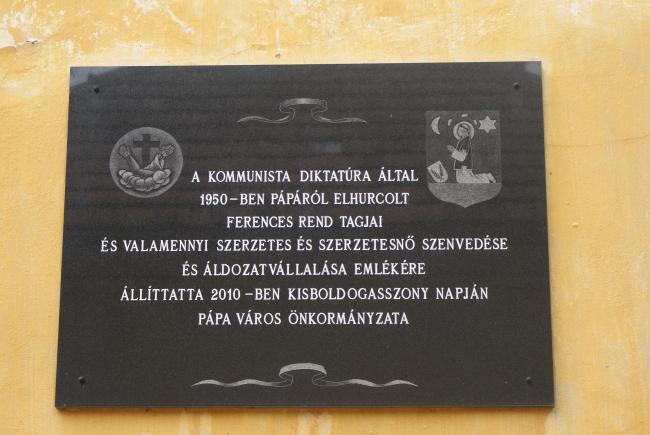 A KOMMUNISTA DIKTATÚRA ÁLTAL
1950-BEN PÁPÁRÓL ELHURCOLT
FERENCES REND TAGJAI
ÉS VALAMENNYI SZERZETES ÉS SZERZETESNŐ SZENVEDÉSE
ÉS ÁLDOZATVÁLLALÁSA EMLÉKÉRE
ÁLLÍTTATTA 2010-BEN KISBOLDOGASSZONY NAPJÁN
PÁPA VÁROS ÖNKORMÁNYZATA